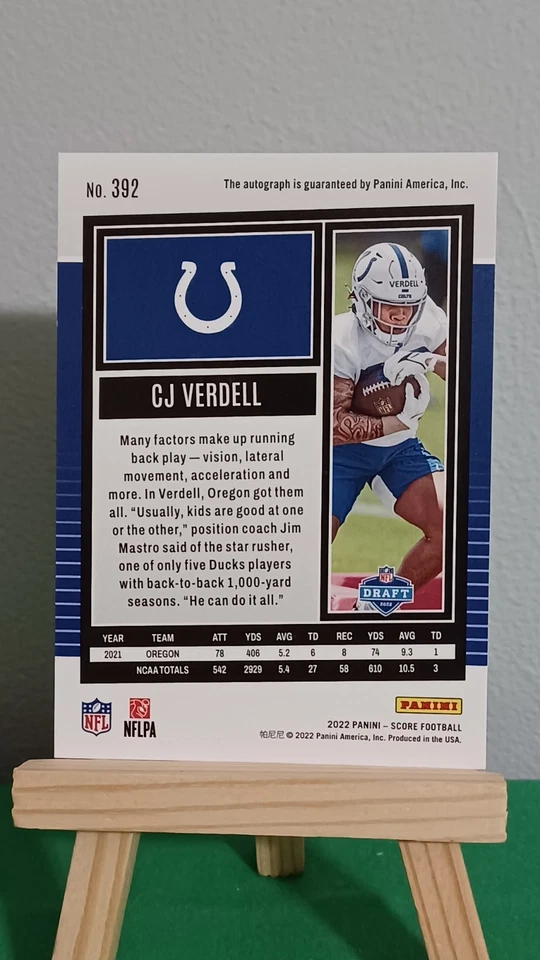 No. 392
The autograph is guaranteed by Panini America, Inc.
VERDELL
COLTS
CJ VERDELL
Many factors make up running
back play — vision, lateral
movement, acceleration and
more. In Verdell, Oregon got them
all. “Usually, kids are good at one
or the other,” position coach Jim
Mastro said of the star rusher,
one of only five Ducks players
with back-to-back 1,000-yard
seasons. “He can do it all.”
NFL
DRAFT
2022
YEAR TEAM ATT YDS AVG TD REC YDS AVG TD
2021 OREGON 78 406 5.2 6 8 74 9.3 1
NCAA TOTALS 542 2929 5.4 27 58 610 10.5 3
NFL
NFLPA
PANINI
2022 PANINI – SCORE FOOTBALL
帕尼尼 © 2022 Panini America, Inc. Produced in the USA.